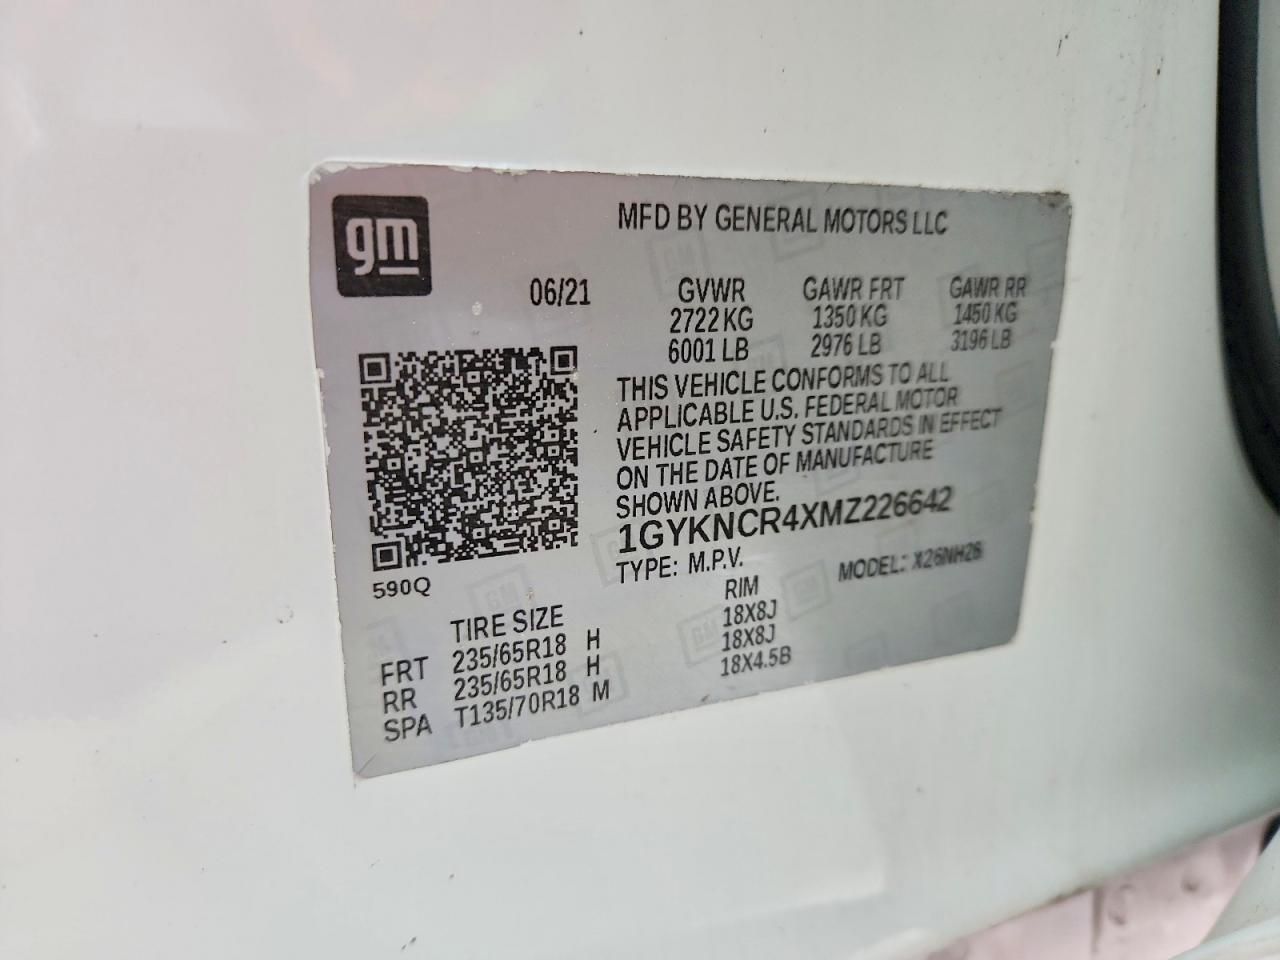 gm
MFD BY GENERAL MOTORS LLC
06/21 GVWR GAWR FRT GAWR RR
2722 KG 1350 KG 1450 KG
6001 LB 2976 LB 3196 LB
THIS VEHICLE CONFORMS TO ALL
APPLICABLE U.S. FEDERAL MOTOR
VEHICLE SAFETY STANDARDS IN EFFECT
ON THE DATE OF MANUFACTURE
SHOWN ABOVE.
1GYKNCR4XMZ226642
TYPE: M.P.V. MODEL: X26NH26
590Q
TIRE SIZE RIM
FRT 235/65R18 H 18X8J
RR 235/65R18 H 18X8J
SPA T135/70R18 M 18X4.5B